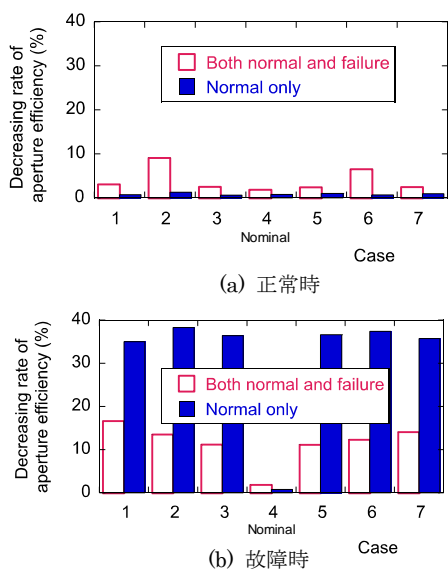 40
30
20
10
0
Decreasing rate of
aperture efficiency (%)
Both normal and failure
Normal only
1 2 3 4 5 6 7
Nominal
Case
(a) 正常時
40
30
20
10
0
Decreasing rate of
aperture efficiency (%)
Both normal and failure
Normal only
1 2 3 4 5 6 7
Nominal
Case
(b) 故障時